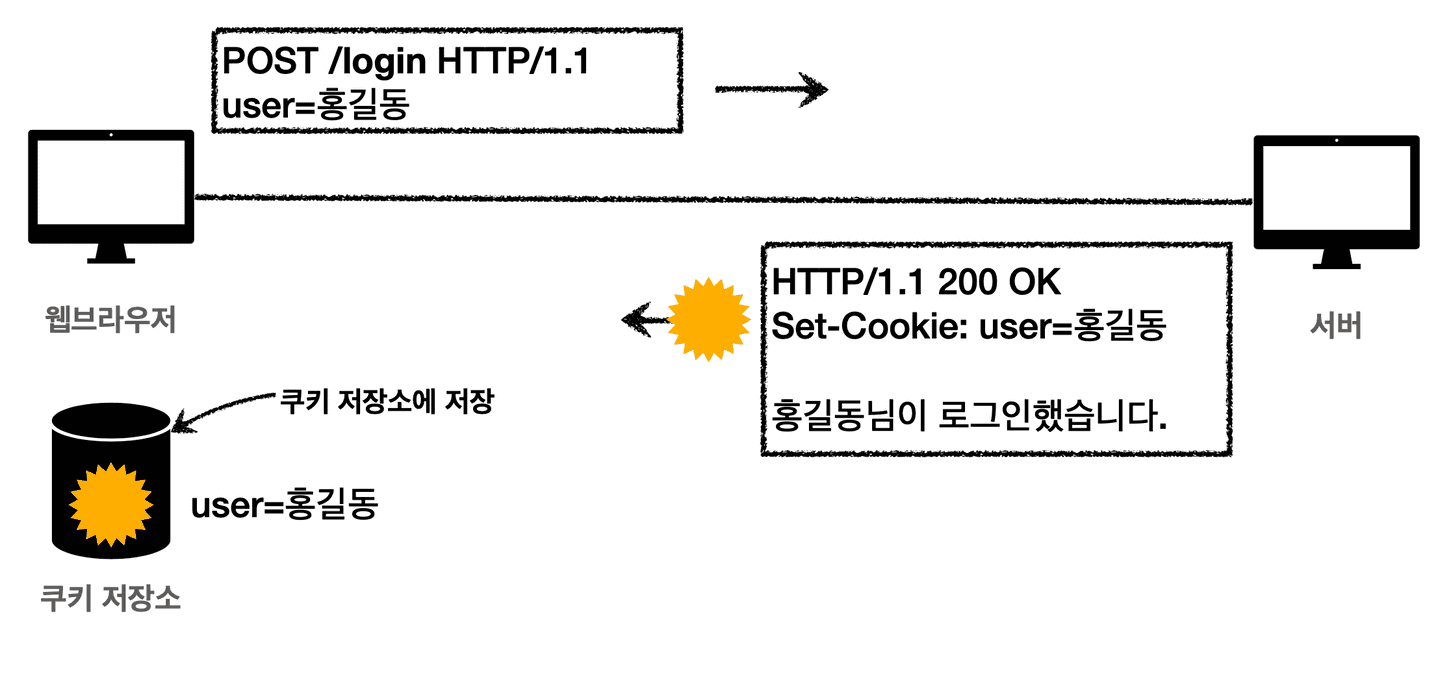 POST /login HTTP/1.1
user=홍길동
웹브라우저
HTTP/1.1 200 OK
Set-Cookie: user=홍길동
홍길동님이 로그인했습니다.
서버
쿠키 저장소에 저장
user=홍길동
쿠키 저장소